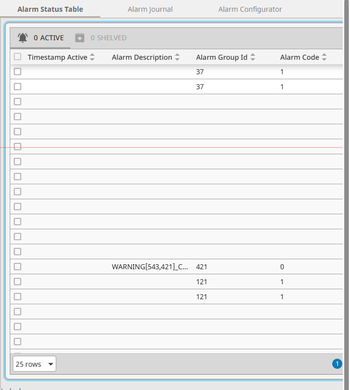 Alarm Status Table Alarm Journal Alarm Configurator
0 ACTIVE 0 SHELVED
Timestamp Active Alarm Description Alarm Group Id Alarm Code
37 1
37 1
WARNING[543,421]_C... 421 0
121 1
121 1
25 rows 1